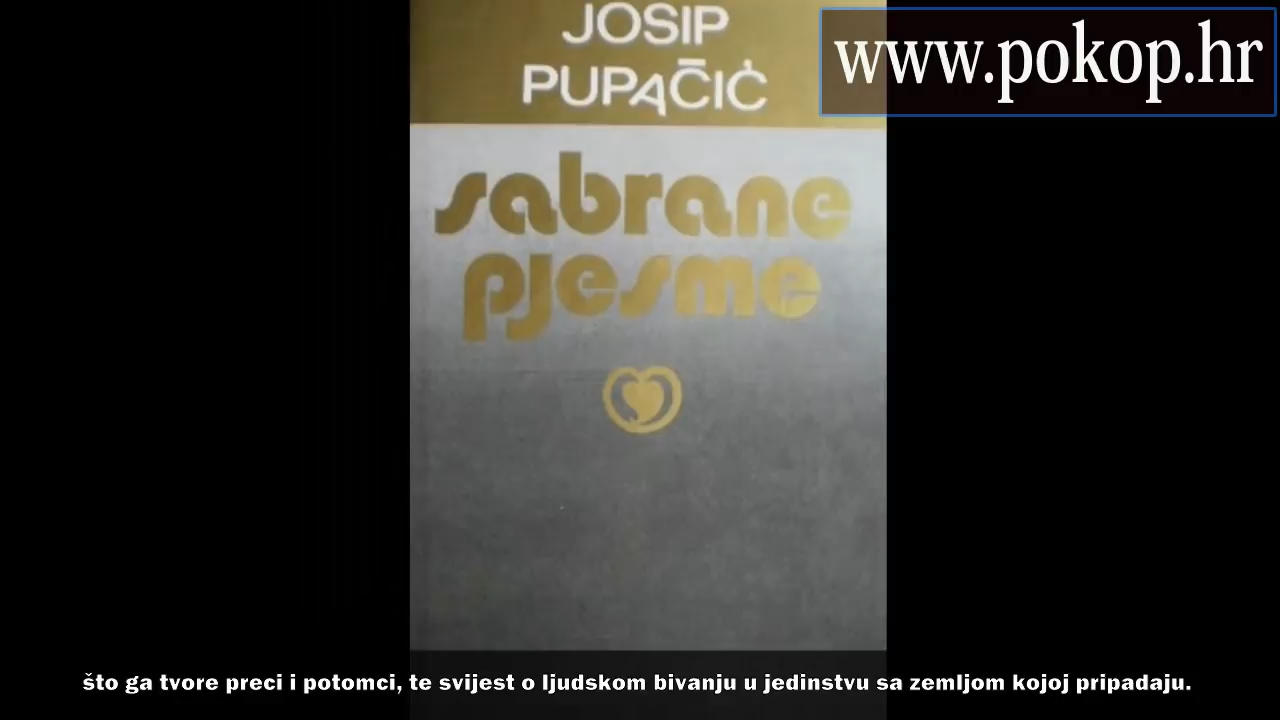 JOSIP
PUPAČIĆ
www.pokop.hr
sabrane
pjesme
što ga tvore preci i potomci, te svijest o ljudskom bivanju u jedinstvu sa zemljom kojoj pripadaju.